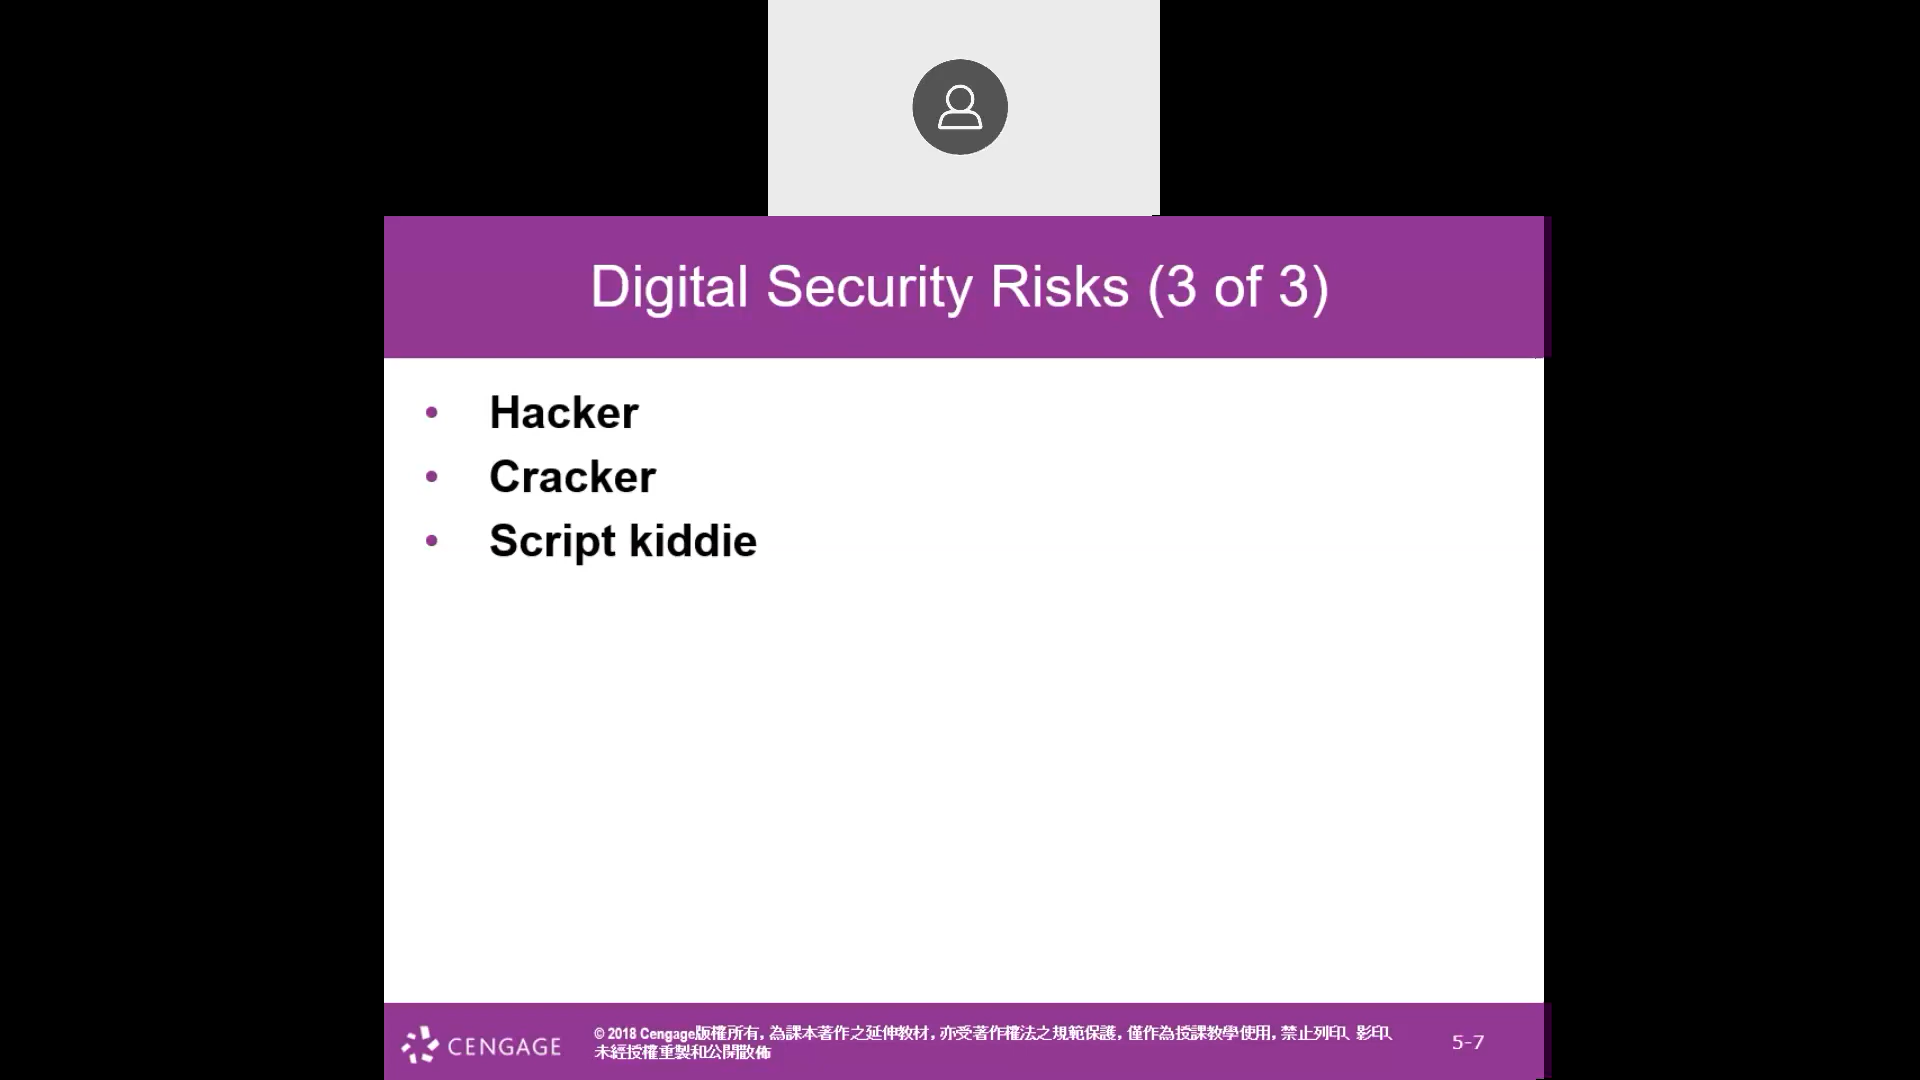 Digital Security Risks (3 of 3)
• Hacker
• Cracker
• Script kiddie
CENGAGE
© 2018 Cengage版權所有,為課本著作之延伸教材,亦受著作權法之規範保護,僅作為授課教學使用,禁止列印、影印、
未經授權重製和公開散佈
5-7